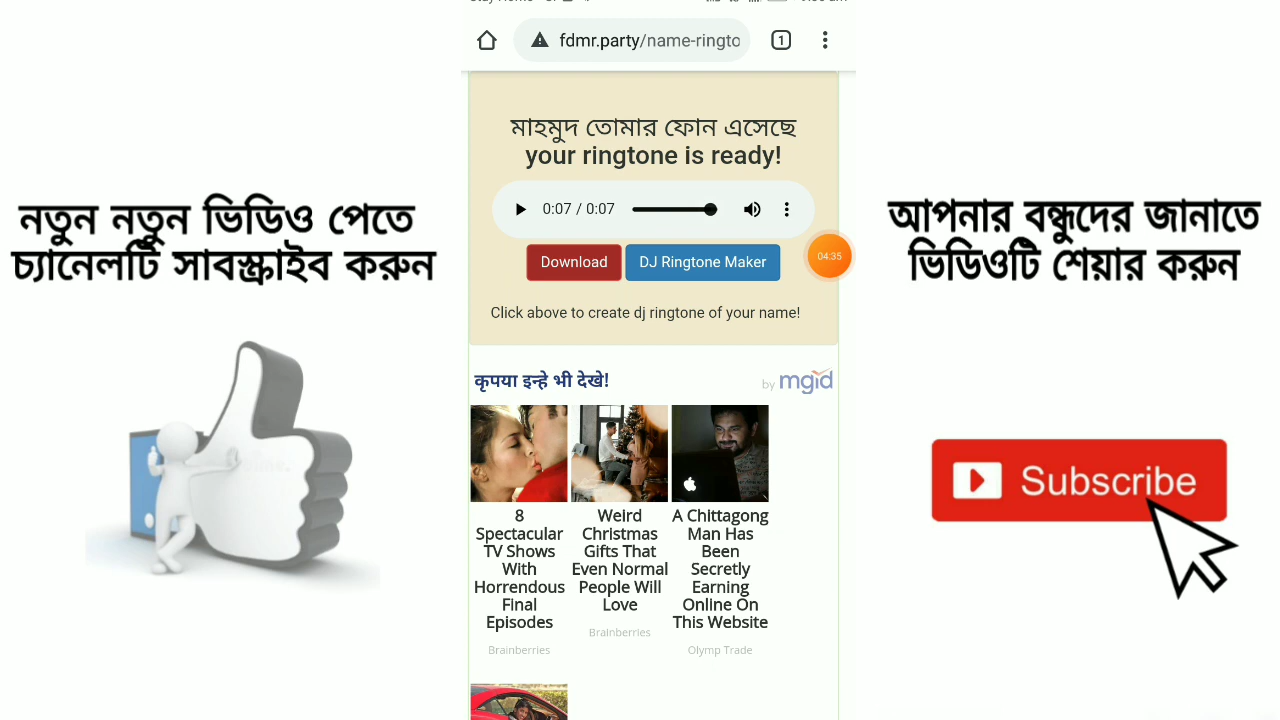 1
fdmr.party/name-ringto
মাহমুদ তোমার ফোন এসেছে
your ringtone is ready!
0:07 / 0:07
Download
DJ Ringtone Maker
04:35
Click above to create dj ringtone of your name!
कृपया इन्हे भी देखे!
by mgid
8
Spectacular
TV Shows
With
Horrendous
Final
Episodes
Brainberries
Weird
Christmas
Gifts That
Even Normal
People Will
Love
Brainberries
A Chittagong
Man Has
Been
Secretly
Earning
Online On
This Website
Olymp Trade
নতুন নতুন ভিডিও পেতে
চ্যানেলটি সাবস্ক্রাইব করুন
আপনার বন্ধুদের জানাতে
ভিডিওটি শেয়ার করুন
Subscribe